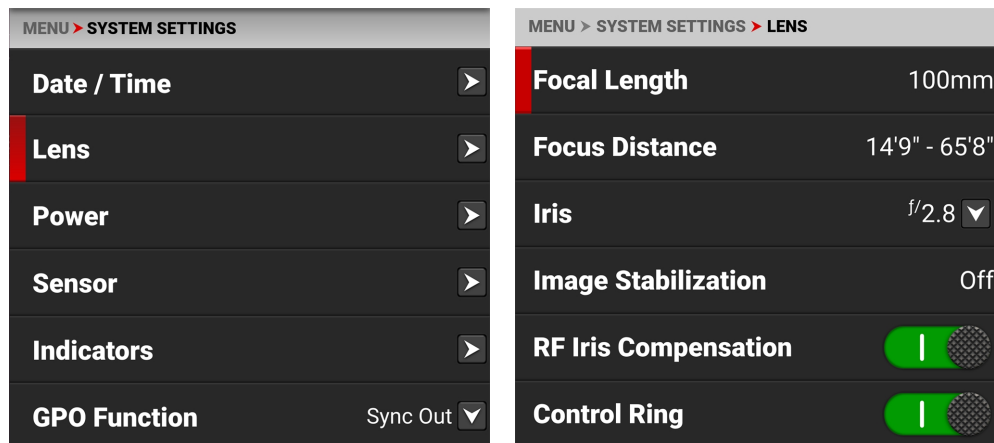 MENU > SYSTEM SETTINGS
Date / Time
Lens
Power
Sensor
Indicators
GPO Function Sync Out
MENU > SYSTEM SETTINGS > LENS
Focal Length 100mm
Focus Distance 14'9" - 65'8"
Iris f/2.8
Image Stabilization Off
RF Iris Compensation
Control Ring